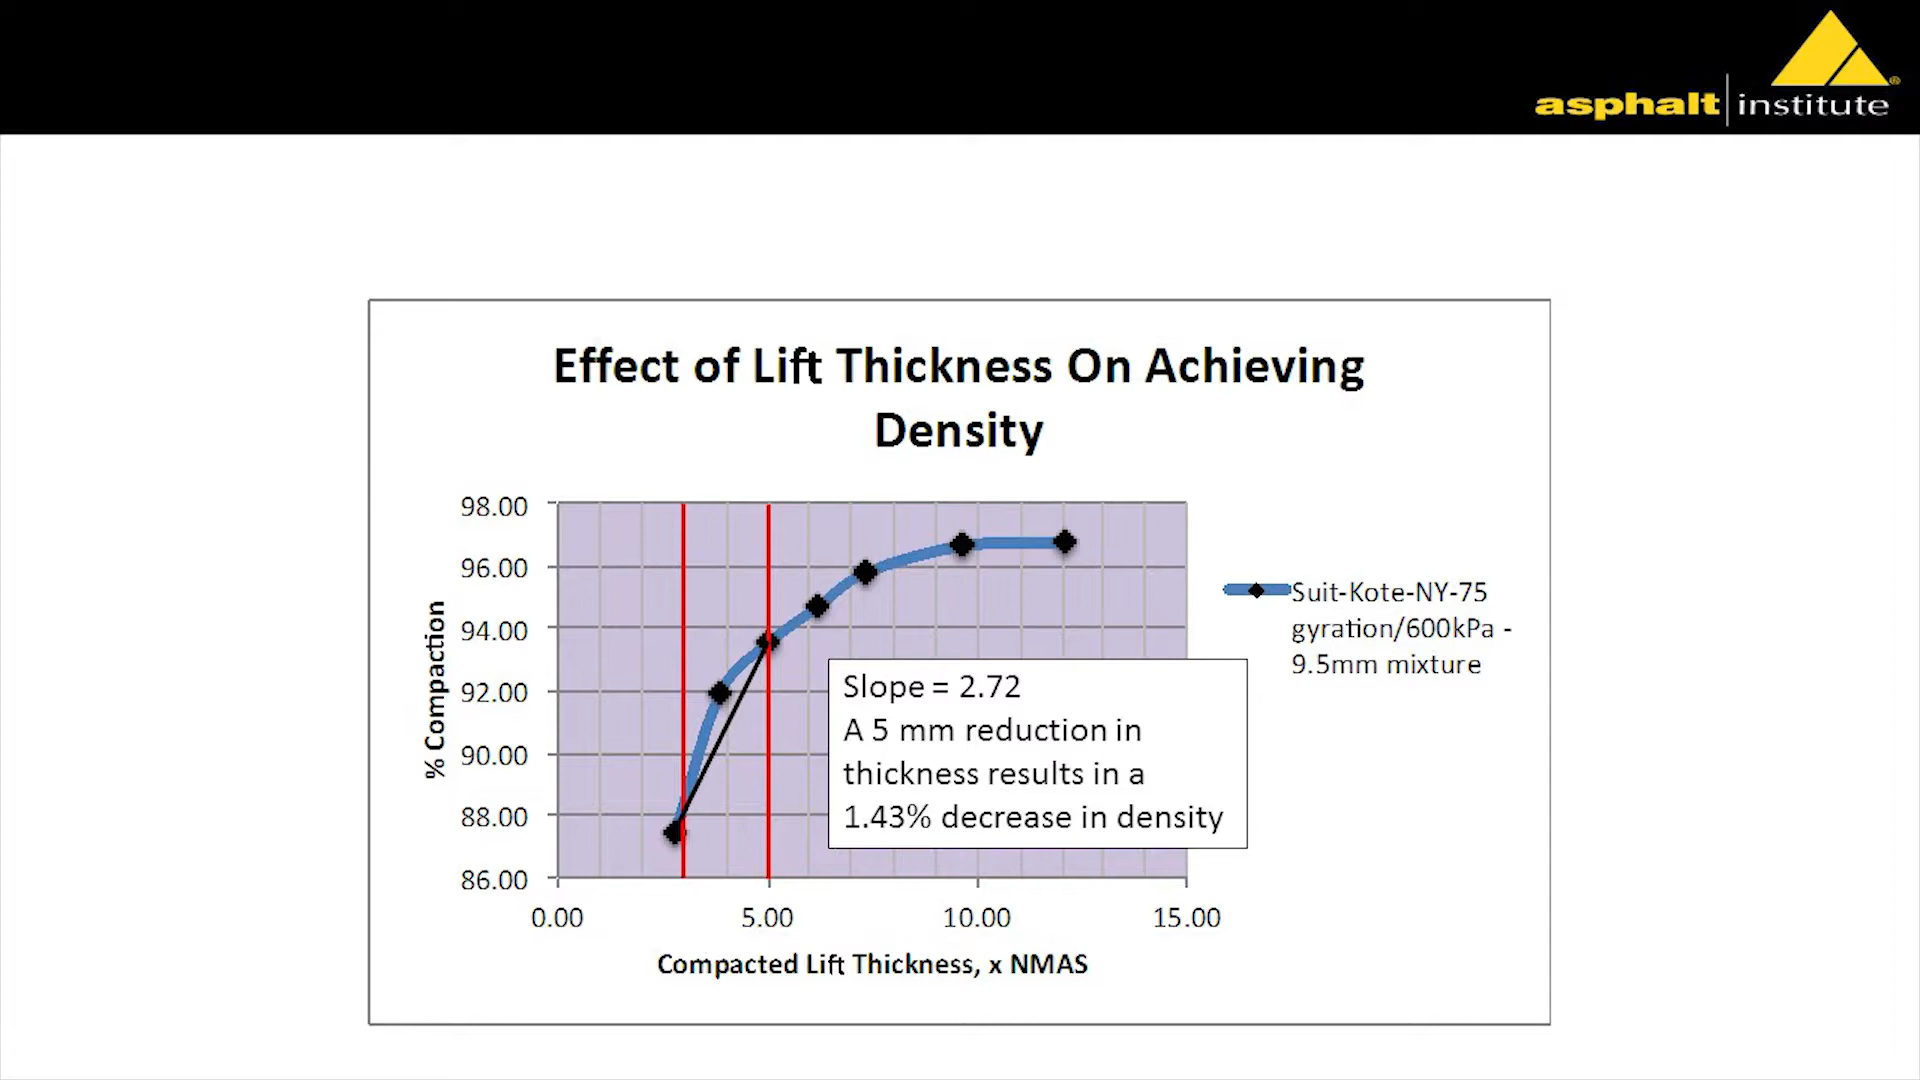 asphalt institute
Effect of Lift Thickness On Achieving
Density
98.00
96.00
94.00
92.00
90.00
88.00
86.00
% Compaction
0.00 5.00 10.00 15.00
Compacted Lift Thickness, x NMAS
Slope = 2.72
A 5 mm reduction in
thickness results in a
1.43% decrease in density
Suit-Kote-NY-75
gyration/600kPa -
9.5mm mixture